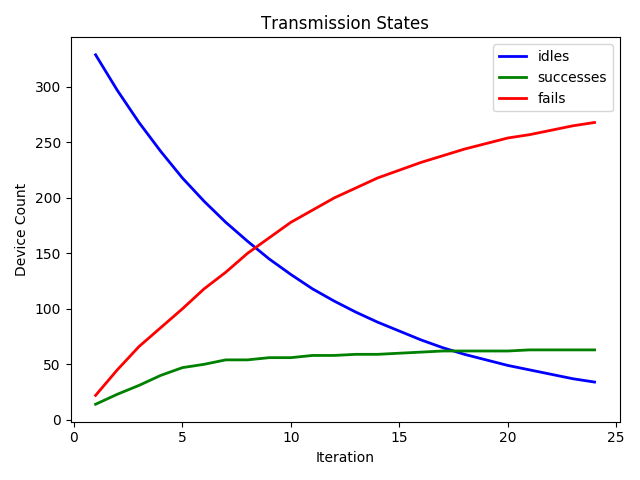 Transmission States
idles
successes
fails
Device Count
300
250
200
150
100
50
0
0 5 10 15 20 25
Iteration